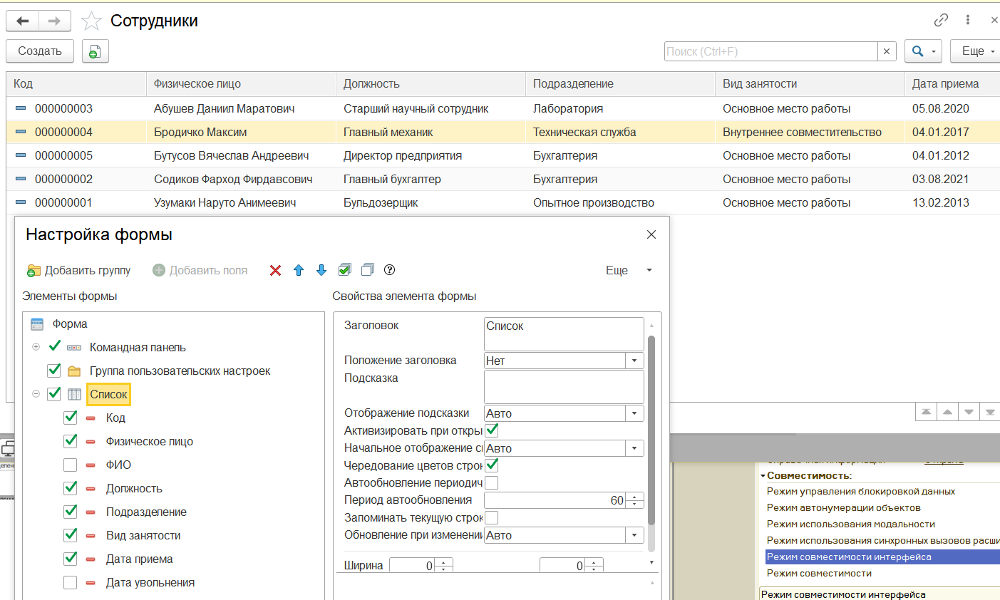 Сотрудники
Создать
Поиск (Ctrl+F)
Еще
Код Физическое лицо Должность Подразделение Вид занятости Дата приема
000000003 Абушев Даниил Маратович Старший научный сотрудник Лаборатория Основное место работы 05.08.2020
000000004 Бродичко Максим Главный механик Техническая служба Внутреннее совместительство 04.01.2017
000000005 Бутусов Вячеслав Андреевич Директор предприятия Бухгалтерия Основное место работы 04.01.2012
000000002 Содиков Фарход Фирдавсович Главный бухгалтер Бухгалтерия Основное место работы 03.08.2021
000000001 Узумаки Наруто Анимеевич Бульдозерщик Опытное производство Основное место работы 13.02.2013
Настройка формы
Добавить группу Добавить поля Еще
Элементы формы
Форма
Командная панель
Группа пользовательских настроек
Список
Код
Физическое лицо
ФИО
Должность
Подразделение
Вид занятости
Дата приема
Дата увольнения
Свойства элемента формы
Заголовок Список
Положение заголовка Нет
Подсказка
Отображение подсказки Авто
Активизировать при откры
Начальное отображение сп Авто
Чередование цветов строк
Автообновление периодич
Период автообновления 60
Запоминать текущую строк
Обновление при изменении Авто
Ширина 0 0
Совместимость:
Режим управления блокировкой данных
Режим автонумерации объектов
Режим использования модальности
Режим использования синхронных вызовов расши
Режим совместимости интерфейса
Режим совместимости
Режим совместимости интерфейса